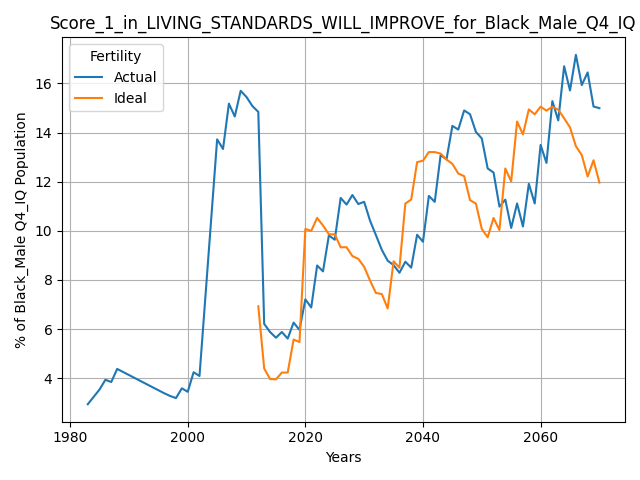 Score_1_in_LIVING_STANDARDS_WILL_IMPROVE_for_Black_Male_Q4_IQ
Fertility
Actual
Ideal
% of Black_Male Q4_IQ Population
16
14
12
10
8
6
4
1980
2000
2020
2040
2060
Years